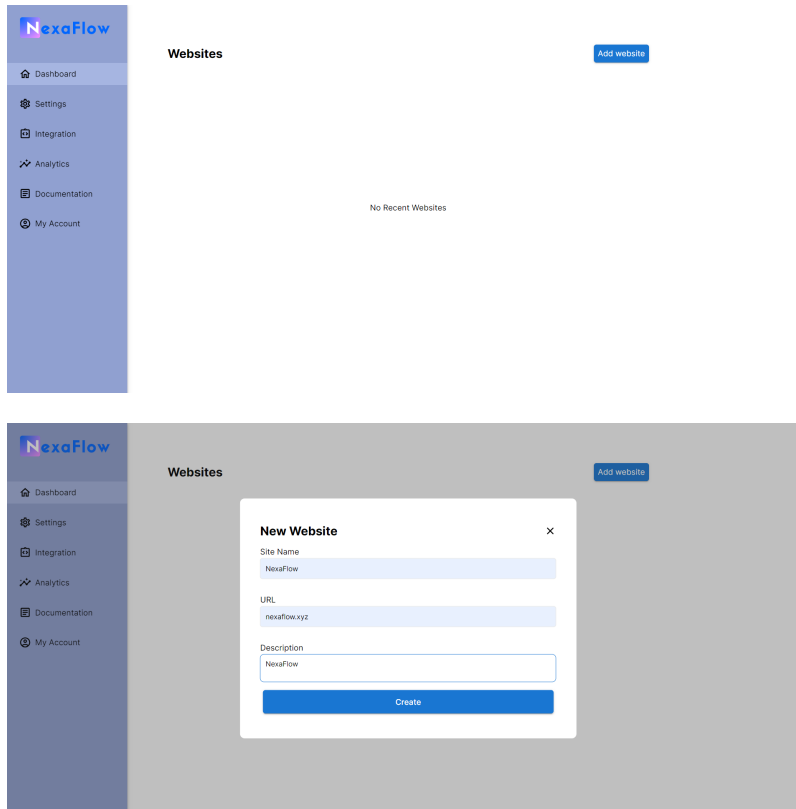 NexaFlow
Websites
Add website
Dashboard
Settings
Integration
Analytics
Documentation
My Account
No Recent Websites
NexaFlow
Websites
Add website
Dashboard
Settings
Integration
Analytics
Documentation
My Account
New Website
Site Name
NexaFlow
URL
nexaflow.xyz
Description
NexaFlow
Create